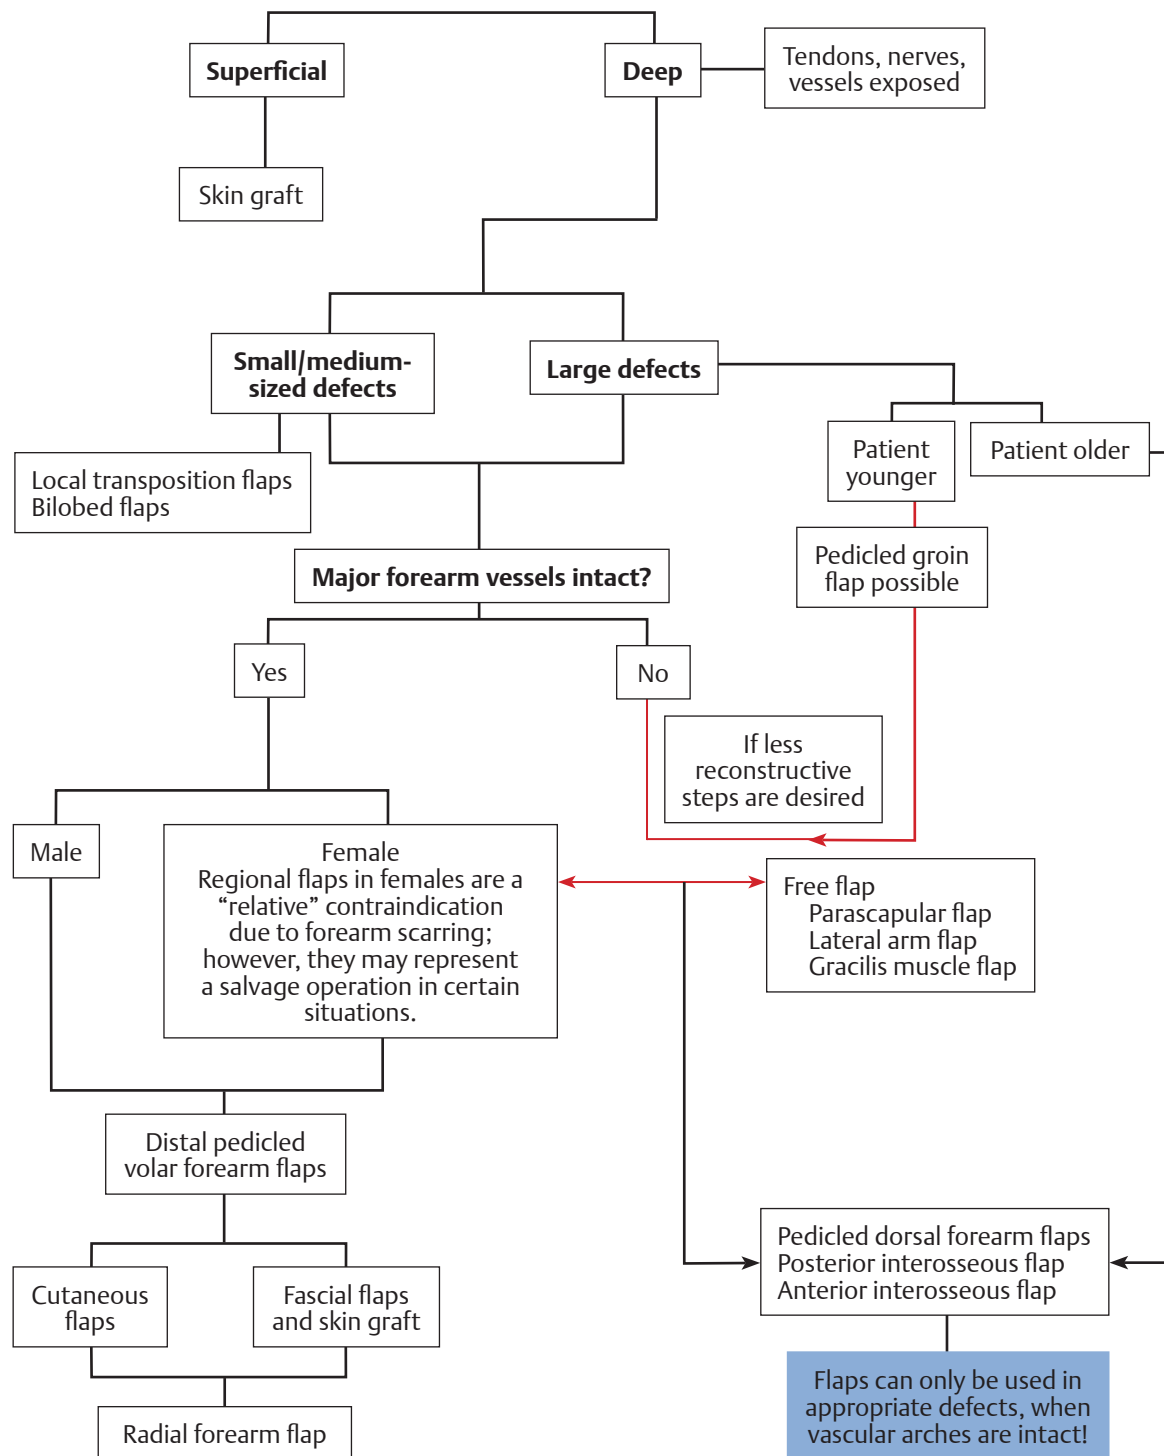 Superficial
Deep
Tendons, nerves,
vessels exposed
Skin graft
Small/medium-
sized defects
Large defects
Local transposition flaps
Bilobed flaps
Patient
younger
Patient older
Pedicled groin
flap possible
Major forearm vessels intact?
Yes
No
If less
reconstructive
steps are desired
Male
Female
Regional flaps in females are a
“relative” contraindication
due to forearm scarring;
however, they may represent
a salvage operation in certain
situations.
Free flap
Parascapular flap
Lateral arm flap
Gracilis muscle flap
Distal pedicled
volar forearm flaps
Cutaneous
flaps
Fascial flaps
and skin graft
Radial forearm flap
Pedicled dorsal forearm flaps
Posterior interosseous flap
Anterior interosseous flap
Flaps can only be used in
appropriate defects, when
vascular arches are intact!